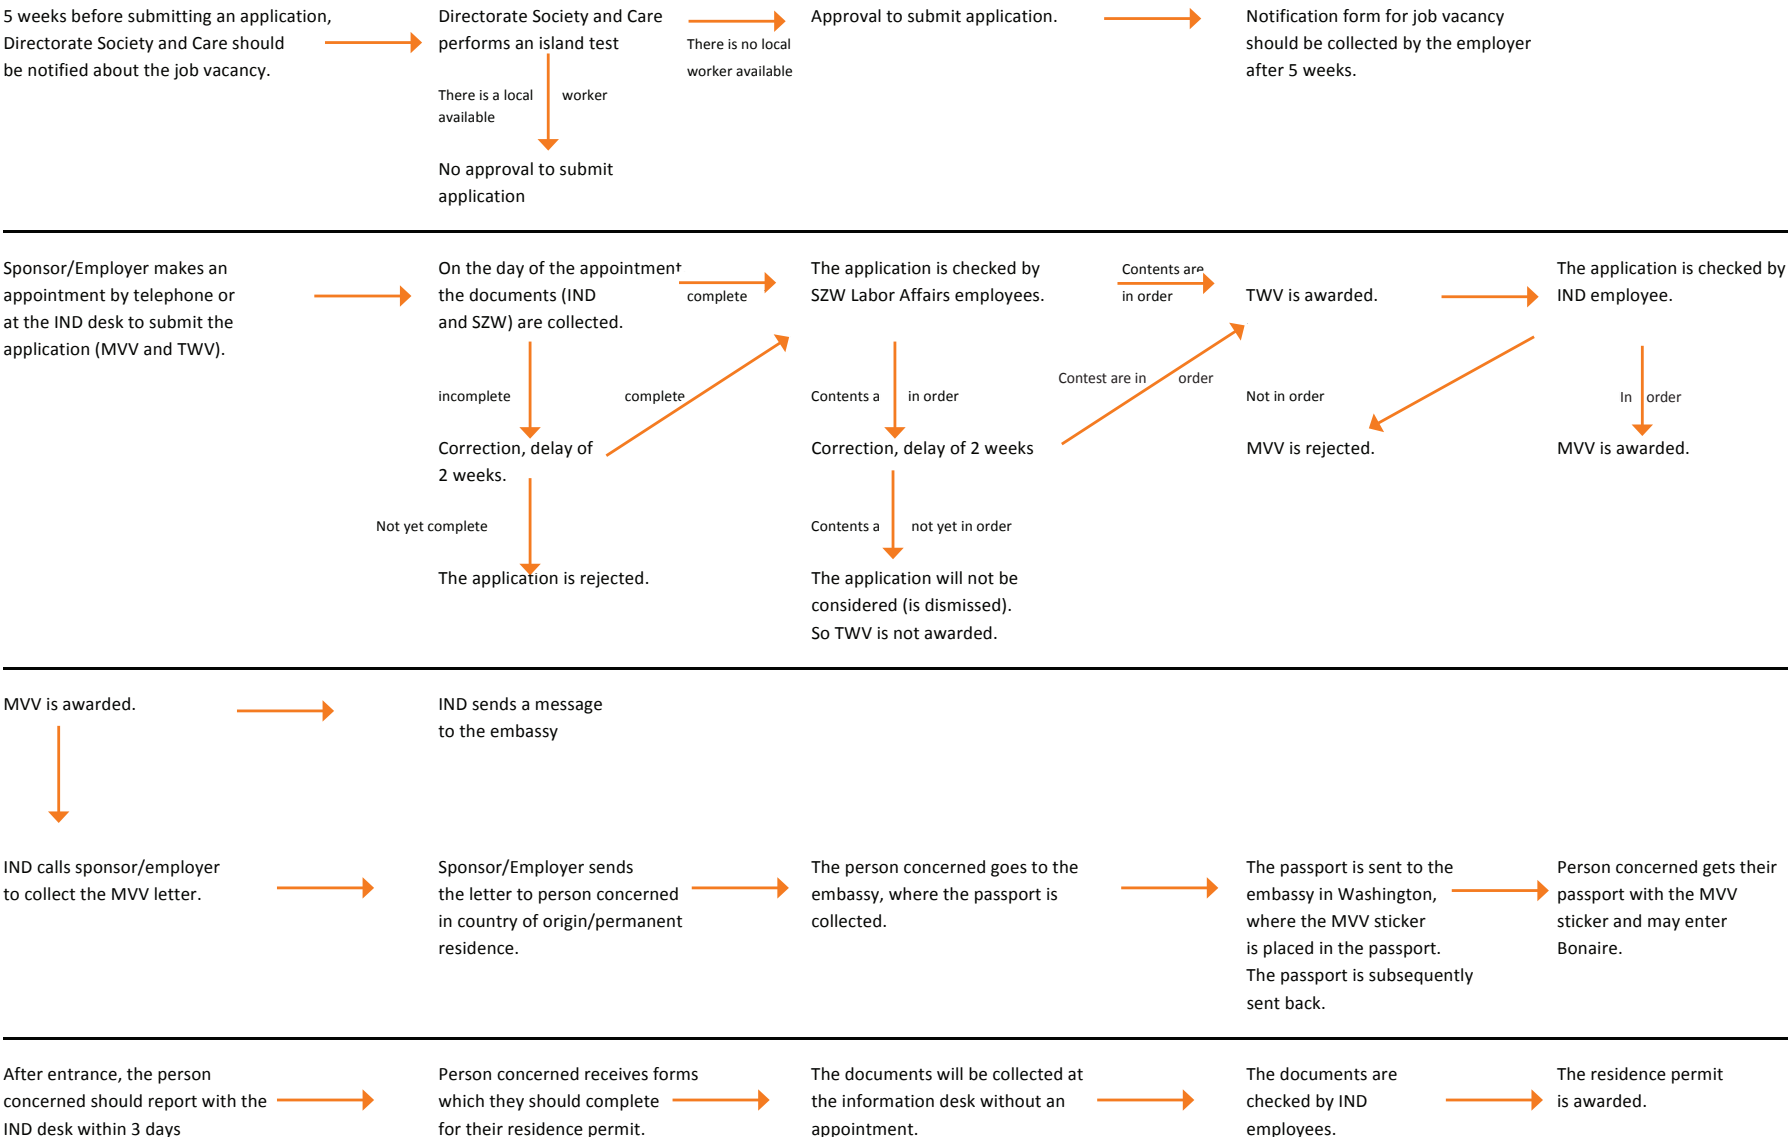 5 weeks before submitting an application,
Directorate Society and Care should
be notified about the job vacancy.
Directorate Society and Care
performs an island test
There is no local
worker available
Approval to submit application.
Notification form for job vacancy
should be collected by the employer
after 5 weeks.
There is a local worker
available
No approval to submit
application
Sponsor/Employer makes an
appointment by telephone or
at the IND desk to submit the
application (MVV and TWV).
On the day of the appointment
the documents (IND
and SZW) are collected.
complete
The application is checked by
SZW Labor Affairs employees.
Contents are
in order
TWV is awarded.
The application is checked by
IND employee.
incomplete
complete
Contents a in order
Contest are in order
Not in order
In order
Correction, delay of
2 weeks.
Correction, delay of 2 weeks
MVV is rejected.
MVV is awarded.
Not yet complete
Contents a not yet in order
The application is rejected.
The application will not be
considered (is dismissed).
So TWV is not awarded.
MVV is awarded.
IND sends a message
to the embassy
IND calls sponsor/employer
to collect the MVV letter.
Sponsor/Employer sends
the letter to person concerned
in country of origin/permanent
residence.
The person concerned goes to the
embassy, where the passport is
collected.
The passport is sent to the
embassy in Washington,
where the MVV sticker
is placed in the passport.
The passport is subsequently
sent back.
Person concerned gets their
passport with the MVV
sticker and may enter
Bonaire.
After entrance, the person
concerned should report with the
IND desk within 3 days
Person concerned receives forms
which they should complete
for their residence permit.
The documents will be collected at
the information desk without an
appointment.
The documents are
checked by IND
employees.
The residence permit
is awarded.